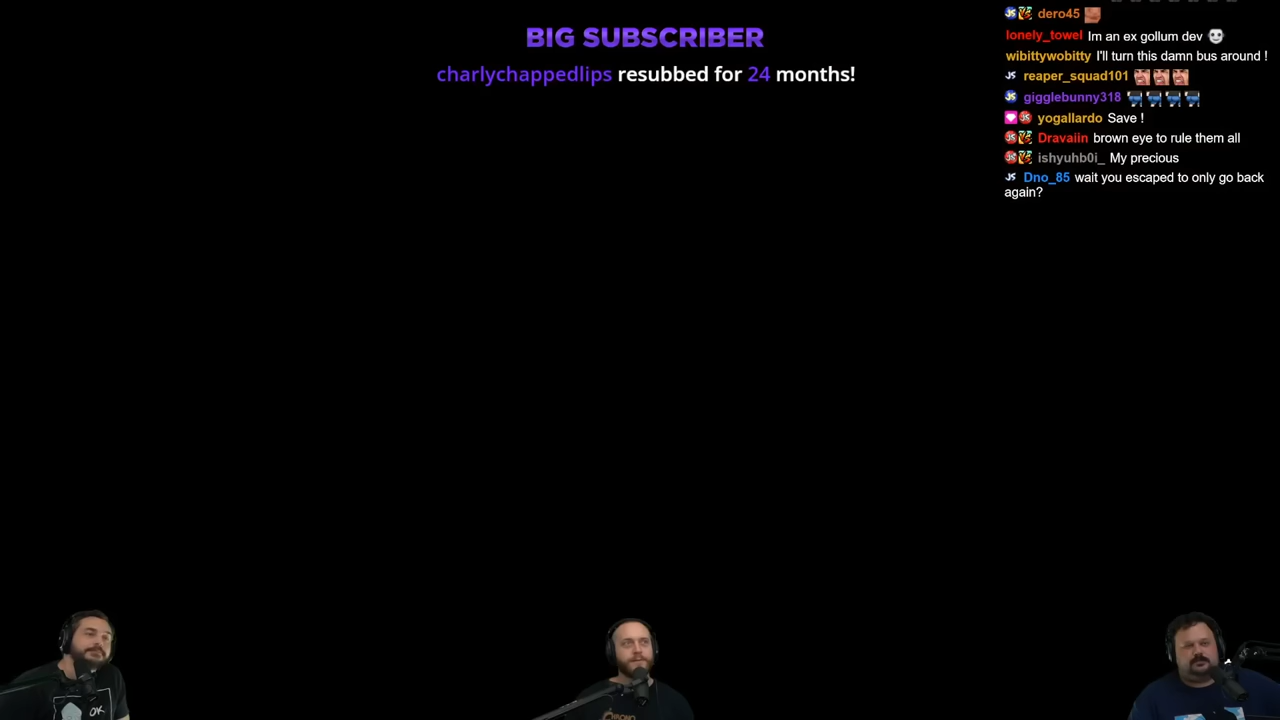 BIG SUBSCRIBER
charlychappedlips resubbed for 24 months!
dero45
lonely_towel Im an ex gollum dev
wibittywobitty I'll turn this damn bus around !
reaper_squad101
gigglebunny318
yogallardo Save !
Dravaiin brown eye to rule them all
ishyuhb0i_ My precious
Dno_85 wait you escaped to only go back
again?
OK
CHRONO